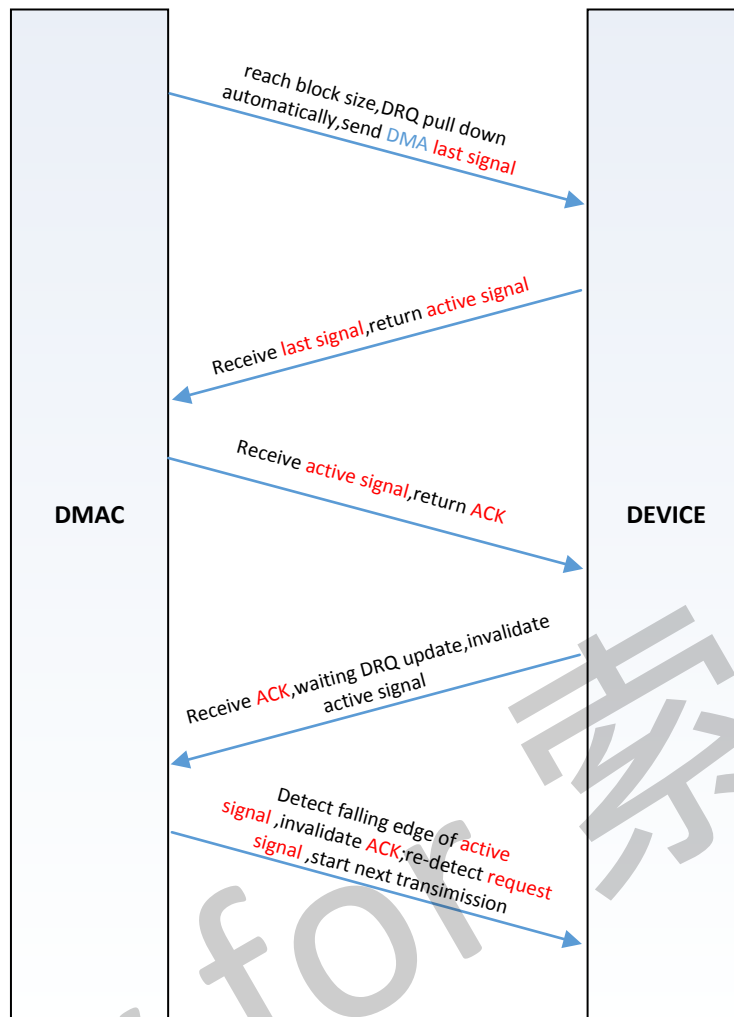 reach block size,DRQ pull down
automatically,send DMA last signal
Receive last signal,return active signal
Receive active signal,return ACK
DMAC
DEVICE
Receive ACK,waiting DRQ update,invalidate
active signal
Detect falling edge of active
signal ,invalidate ACK;re-detect request
signal ,start next transimission
for 索